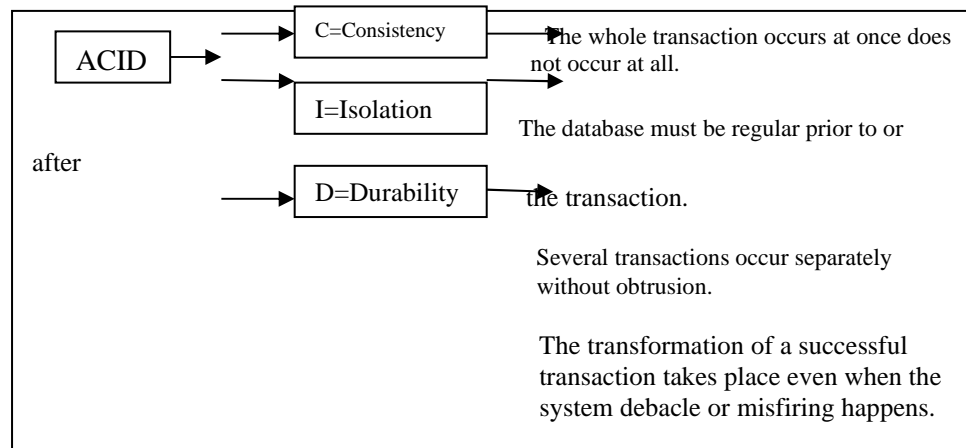 C=Consistency
The whole transaction occurs at once does
not occur at all.
ACID
I=Isolation
The database must be regular prior to or
after
D=Durability
the transaction.
Several transactions occur separately
without obtrusion.
The transformation of a successful
transaction takes place even when the
system debacle or misfiring happens.